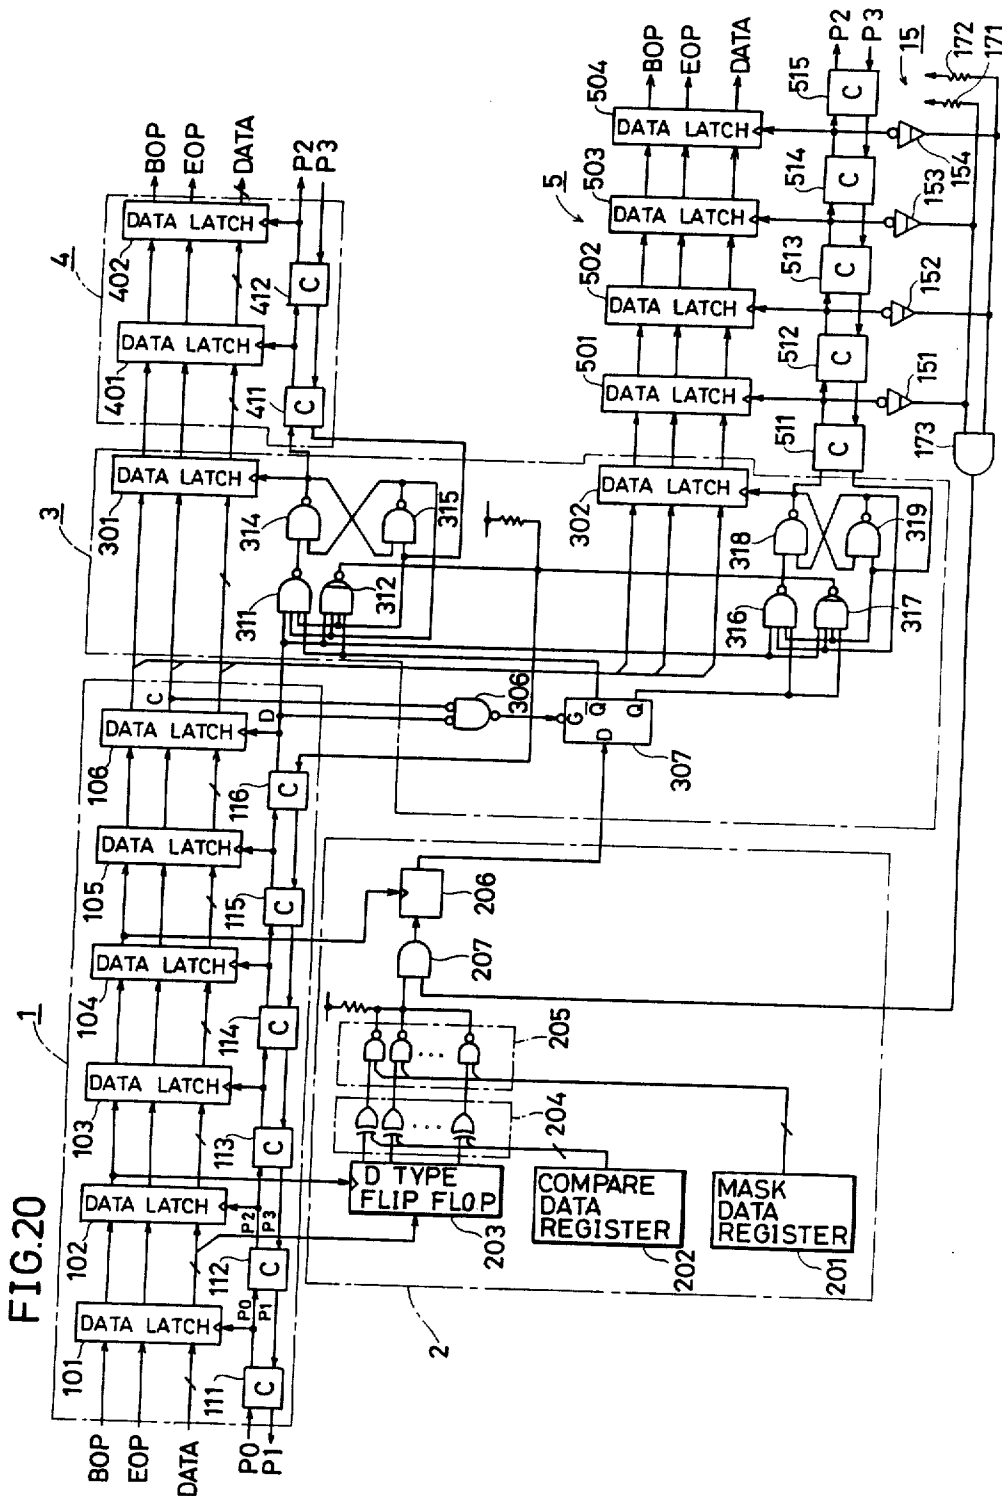 FIG.20
1
101
DATA LATCH
102
DATA LATCH
103
DATA LATCH
104
DATA LATCH
105
DATA LATCH
106
DATA LATCH
BOP
EOP
DATA
P0
P1
111
C
P0
P1
112
C
P2
P3
113
C
114
C
115
C
116
C
C
D
2
D TYPE
FLIP FLOP
203
COMPARE
DATA
REGISTER
202
MASK
DATA
REGISTER
201
204
205
206
207
3
301
DATA LATCH
302
DATA LATCH
306
G
D
Q
Q
307
311
312
314
315
316
317
318
319
4
401
DATA LATCH
402
DATA LATCH
BOP
EOP
DATA
411
C
412
C
P2
P3
5
501
DATA LATCH
502
DATA LATCH
503
DATA LATCH
504
DATA LATCH
BOP
EOP
DATA
511
C
512
C
513
C
514
C
515
C
P2
P3
15
151
152
153
154
171
172
173